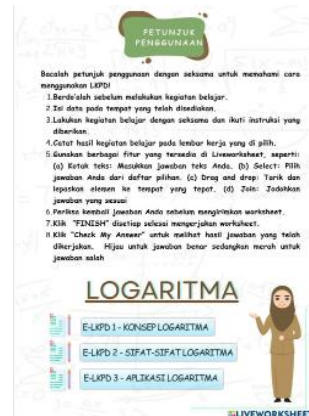 PETUNJUK
PENGGUNAAN
Bacalah petunjuk penggunaan dengan seksama untuk memahami cara
menggunakan LKPD!
1.Berdo'alah sebelum melakukan kegiatan belajar.
2.Isi data pada tempat yang telah disediakan.
3.Lakukan kegiatan belajar dengan seksama dan ikuti instruksi yang
diberikan.
4.Catat hasil kegiatan belajar pada lembar kerja yang di pilih.
5.Gunakan berbagai fitur yang tersedia di Liveworksheet, seperti:
(a) Kotak teks: Masukkan jawaban teks Anda. (b) Select: Pilih
jawaban Anda dari daftar pilihan. (c) Drag and drop: Tarik dan
lepaskan elemen ke tempat yang tepat. (d) Join: Jodohkan
jawaban yang sesuai
6.Periksa kembali jawaban Anda sebelum mengirimkan worksheet.
7.Klik "FINISH" disetiap selesai mengerjakan worksheet.
8.Klik "Check My Answer" untuk melihat hasil jawaban yang telah
dikerjakan. Hijau untuk jawaban benar sedangkan merah untuk
jawaban salah
LOGARITMA
E-LKPD 1 - KONSEP LOGARITMA
E-LKPD 2 - SIFAT-SIFAT LOGARITMA
E-LKPD 3 - APLIKASI LOGARITMA
LIVEWORKSHEET